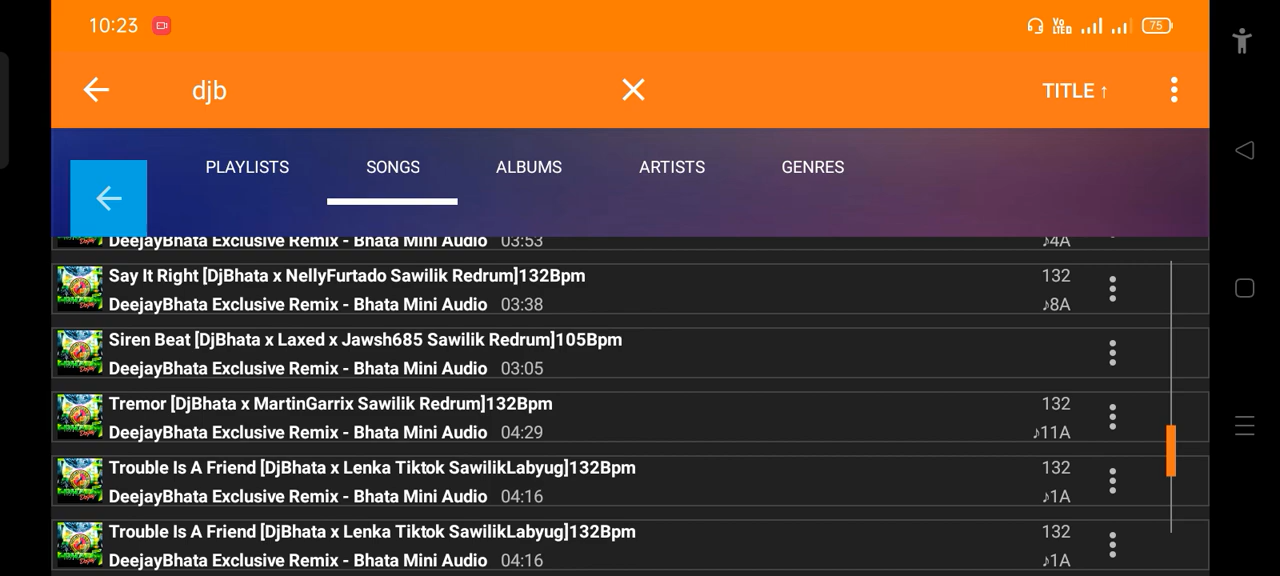 10:23 Vo LTE 75
djb TITLE ↑
PLAYLISTS SONGS ALBUMS ARTISTS GENRES
DeejayBhata Exclusive Remix - Bhata Mini Audio 03:53 ♪4A
Say It Right [DjBhata x NellyFurtado Sawilik Redrum]132Bpm 132
DeejayBhata Exclusive Remix - Bhata Mini Audio 03:38 ♪8A
Siren Beat [DjBhata x Laxed x Jawsh685 Sawilik Redrum]105Bpm
DeejayBhata Exclusive Remix - Bhata Mini Audio 03:05
Tremor [DjBhata x MartinGarrix Sawilik Redrum]132Bpm 132
DeejayBhata Exclusive Remix - Bhata Mini Audio 04:29 ♪11A
Trouble Is A Friend [DjBhata x Lenka Tiktok SawilikLabyug]132Bpm 132
DeejayBhata Exclusive Remix - Bhata Mini Audio 04:16 ♪1A
Trouble Is A Friend [DjBhata x Lenka Tiktok SawilikLabyug]132Bpm 132
DeejayBhata Exclusive Remix - Bhata Mini Audio 04:16 ♪1A